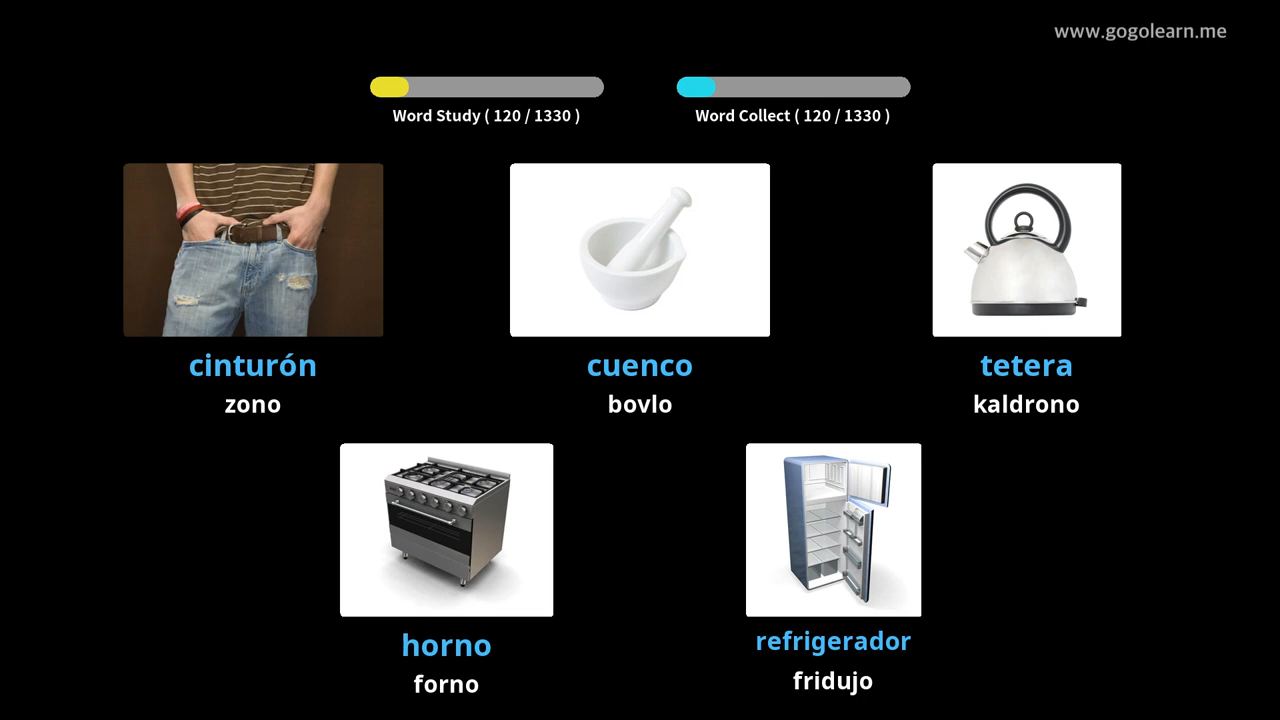 www.gogolearn.me
Word Study ( 120 / 1330 )
Word Collect ( 120 / 1330 )
cinturón
zono
cuenco
bovlo
tetera
kaldrono
horno
forno
refrigerador
fridujo